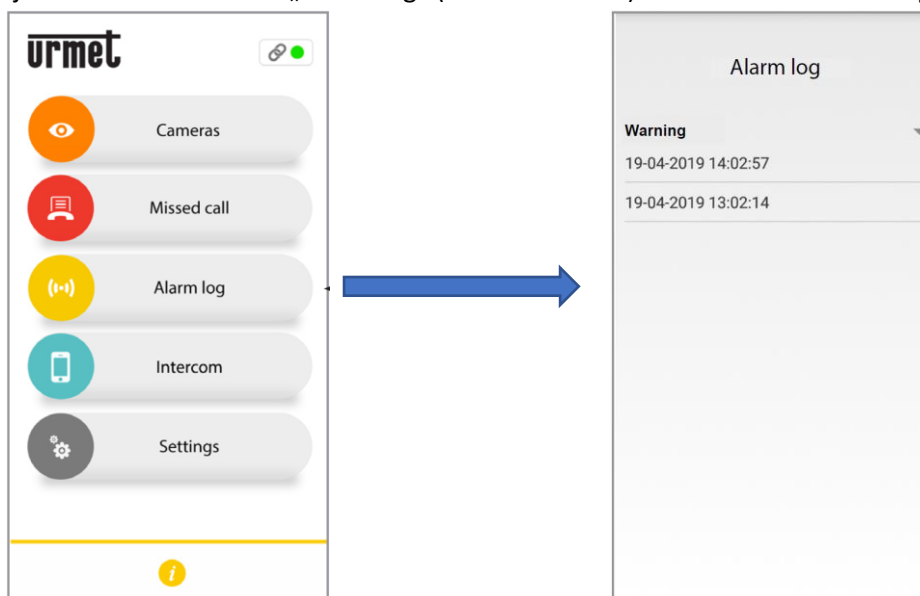 urmet
Cameras
Missed call
Alarm log
Intercom
Settings
i
Alarm log
Warning
19-04-2019 14:02:57
19-04-2019 13:02:14